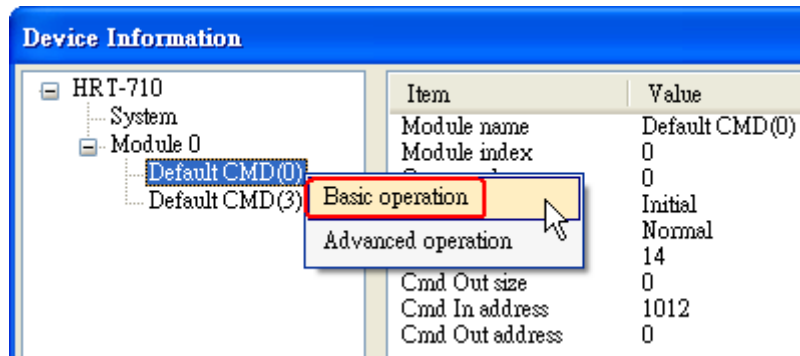 Device Information
HRT-710
System
Module 0
Default CMD(0)
Default CMD(3)
Basic operation
Advanced operation
Item Value
Module name Default CMD(0)
Module index 0
0
Initial
Normal
14
Cmd Out size 0
Cmd In address 1012
Cmd Out address 0